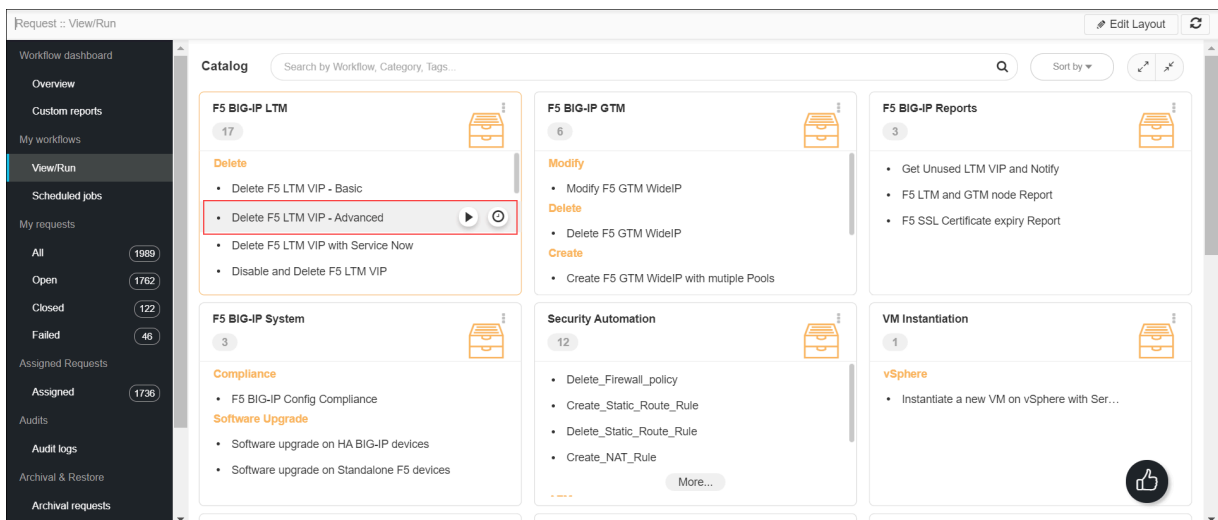 Request :: View/Run
Edit Layout
Workflow dashboard
Overview
Custom reports
My workflows
View/Run
Scheduled jobs
My requests
All 1989
Open 1762
Closed 122
Failed 46
Assigned Requests
Assigned 1736
Audits
Audit logs
Archival & Restore
Archival requests
Catalog
Search by Workflow, Category, Tags...
Sort by
F5 BIG-IP LTM
17
Delete
• Delete F5 LTM VIP - Basic
• Delete F5 LTM VIP - Advanced
• Delete F5 LTM VIP with Service Now
• Disable and Delete F5 LTM VIP
F5 BIG-IP GTM
6
Modify
• Modify F5 GTM WideIP
Delete
• Delete F5 GTM WideIP
Create
• Create F5 GTM WideIP with mutiple Pools
F5 BIG-IP Reports
3
• Get Unused LTM VIP and Notify
• F5 LTM and GTM node Report
• F5 SSL Certificate expiry Report
F5 BIG-IP System
3
Compliance
• F5 BIG-IP Config Compliance
Software Upgrade
• Software upgrade on HA BIG-IP devices
• Software upgrade on Standalone F5 devices
Security Automation
12
• Delete_Firewall_policy
• Create_Static_Route_Rule
• Delete_Static_Route_Rule
• Create_NAT_Rule
More...
VM Instantiation
1
vSphere
• Instantiate a new VM on vSphere with Ser...